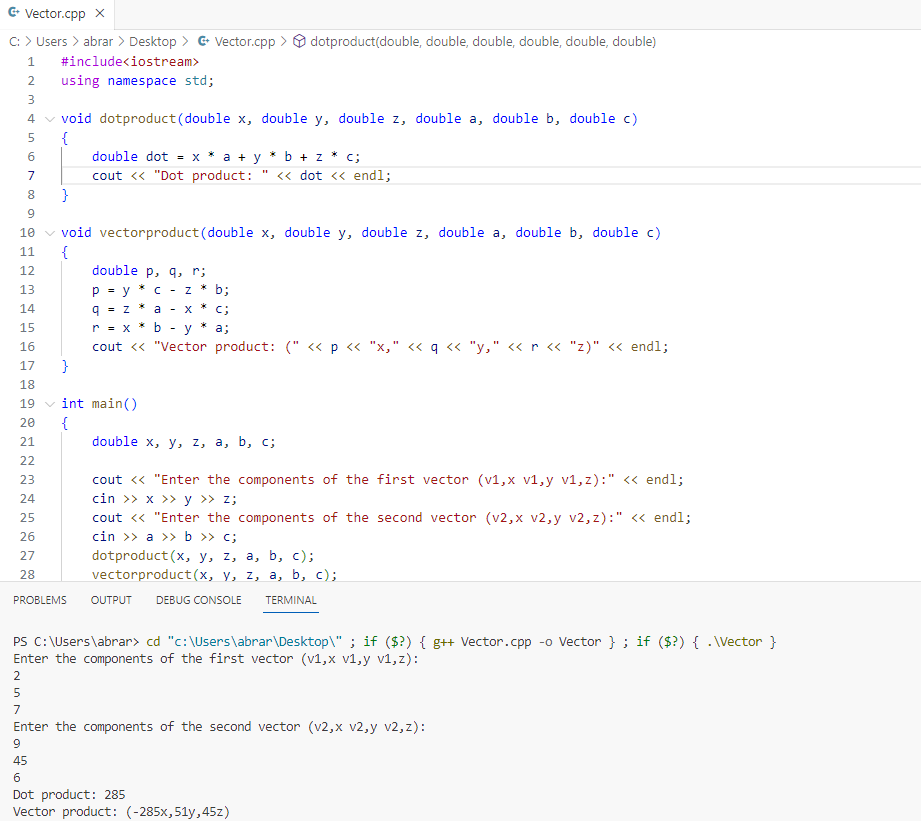 Vector.cpp ×
C: > Users > abrar > Desktop > Vector.cpp > dotproduct(double, double, double, double, double, double)
1 #include<iostream>
2 using namespace std;
3
4 void dotproduct(double x, double y, double z, double a, double b, double c)
5 {
6 double dot = x * a + y * b + z * c;
7 cout << "Dot product: " << dot << endl;
8 }
9
10 void vectorproduct(double x, double y, double z, double a, double b, double c)
11 {
12 double p, q, r;
13 p = y * c - z * b;
14 q = z * a - x * c;
15 r = x * b - y * a;
16 cout << "Vector product: (" << p << "x," << q << "y," << r << "z)" << endl;
17 }
18
19 int main()
20 {
21 double x, y, z, a, b, c;
22
23 cout << "Enter the components of the first vector (v1,x v1,y v1,z):" << endl;
24 cin >> x >> y >> z;
25 cout << "Enter the components of the second vector (v2,x v2,y v2,z):" << endl;
26 cin >> a >> b >> c;
27 dotproduct(x, y, z, a, b, c);
28 vectorproduct(x, y, z, a, b, c);
PROBLEMS OUTPUT DEBUG CONSOLE TERMINAL
PS C:\Users\abrar> cd "c:\Users\abrar\Desktop\" ; if ($?) { g++ Vector.cpp -o Vector } ; if ($?) { .\Vector }
Enter the components of the first vector (v1,x v1,y v1,z):
2
5
7
Enter the components of the second vector (v2,x v2,y v2,z):
9
45
6
Dot product: 285
Vector product: (-285x,51y,45z)